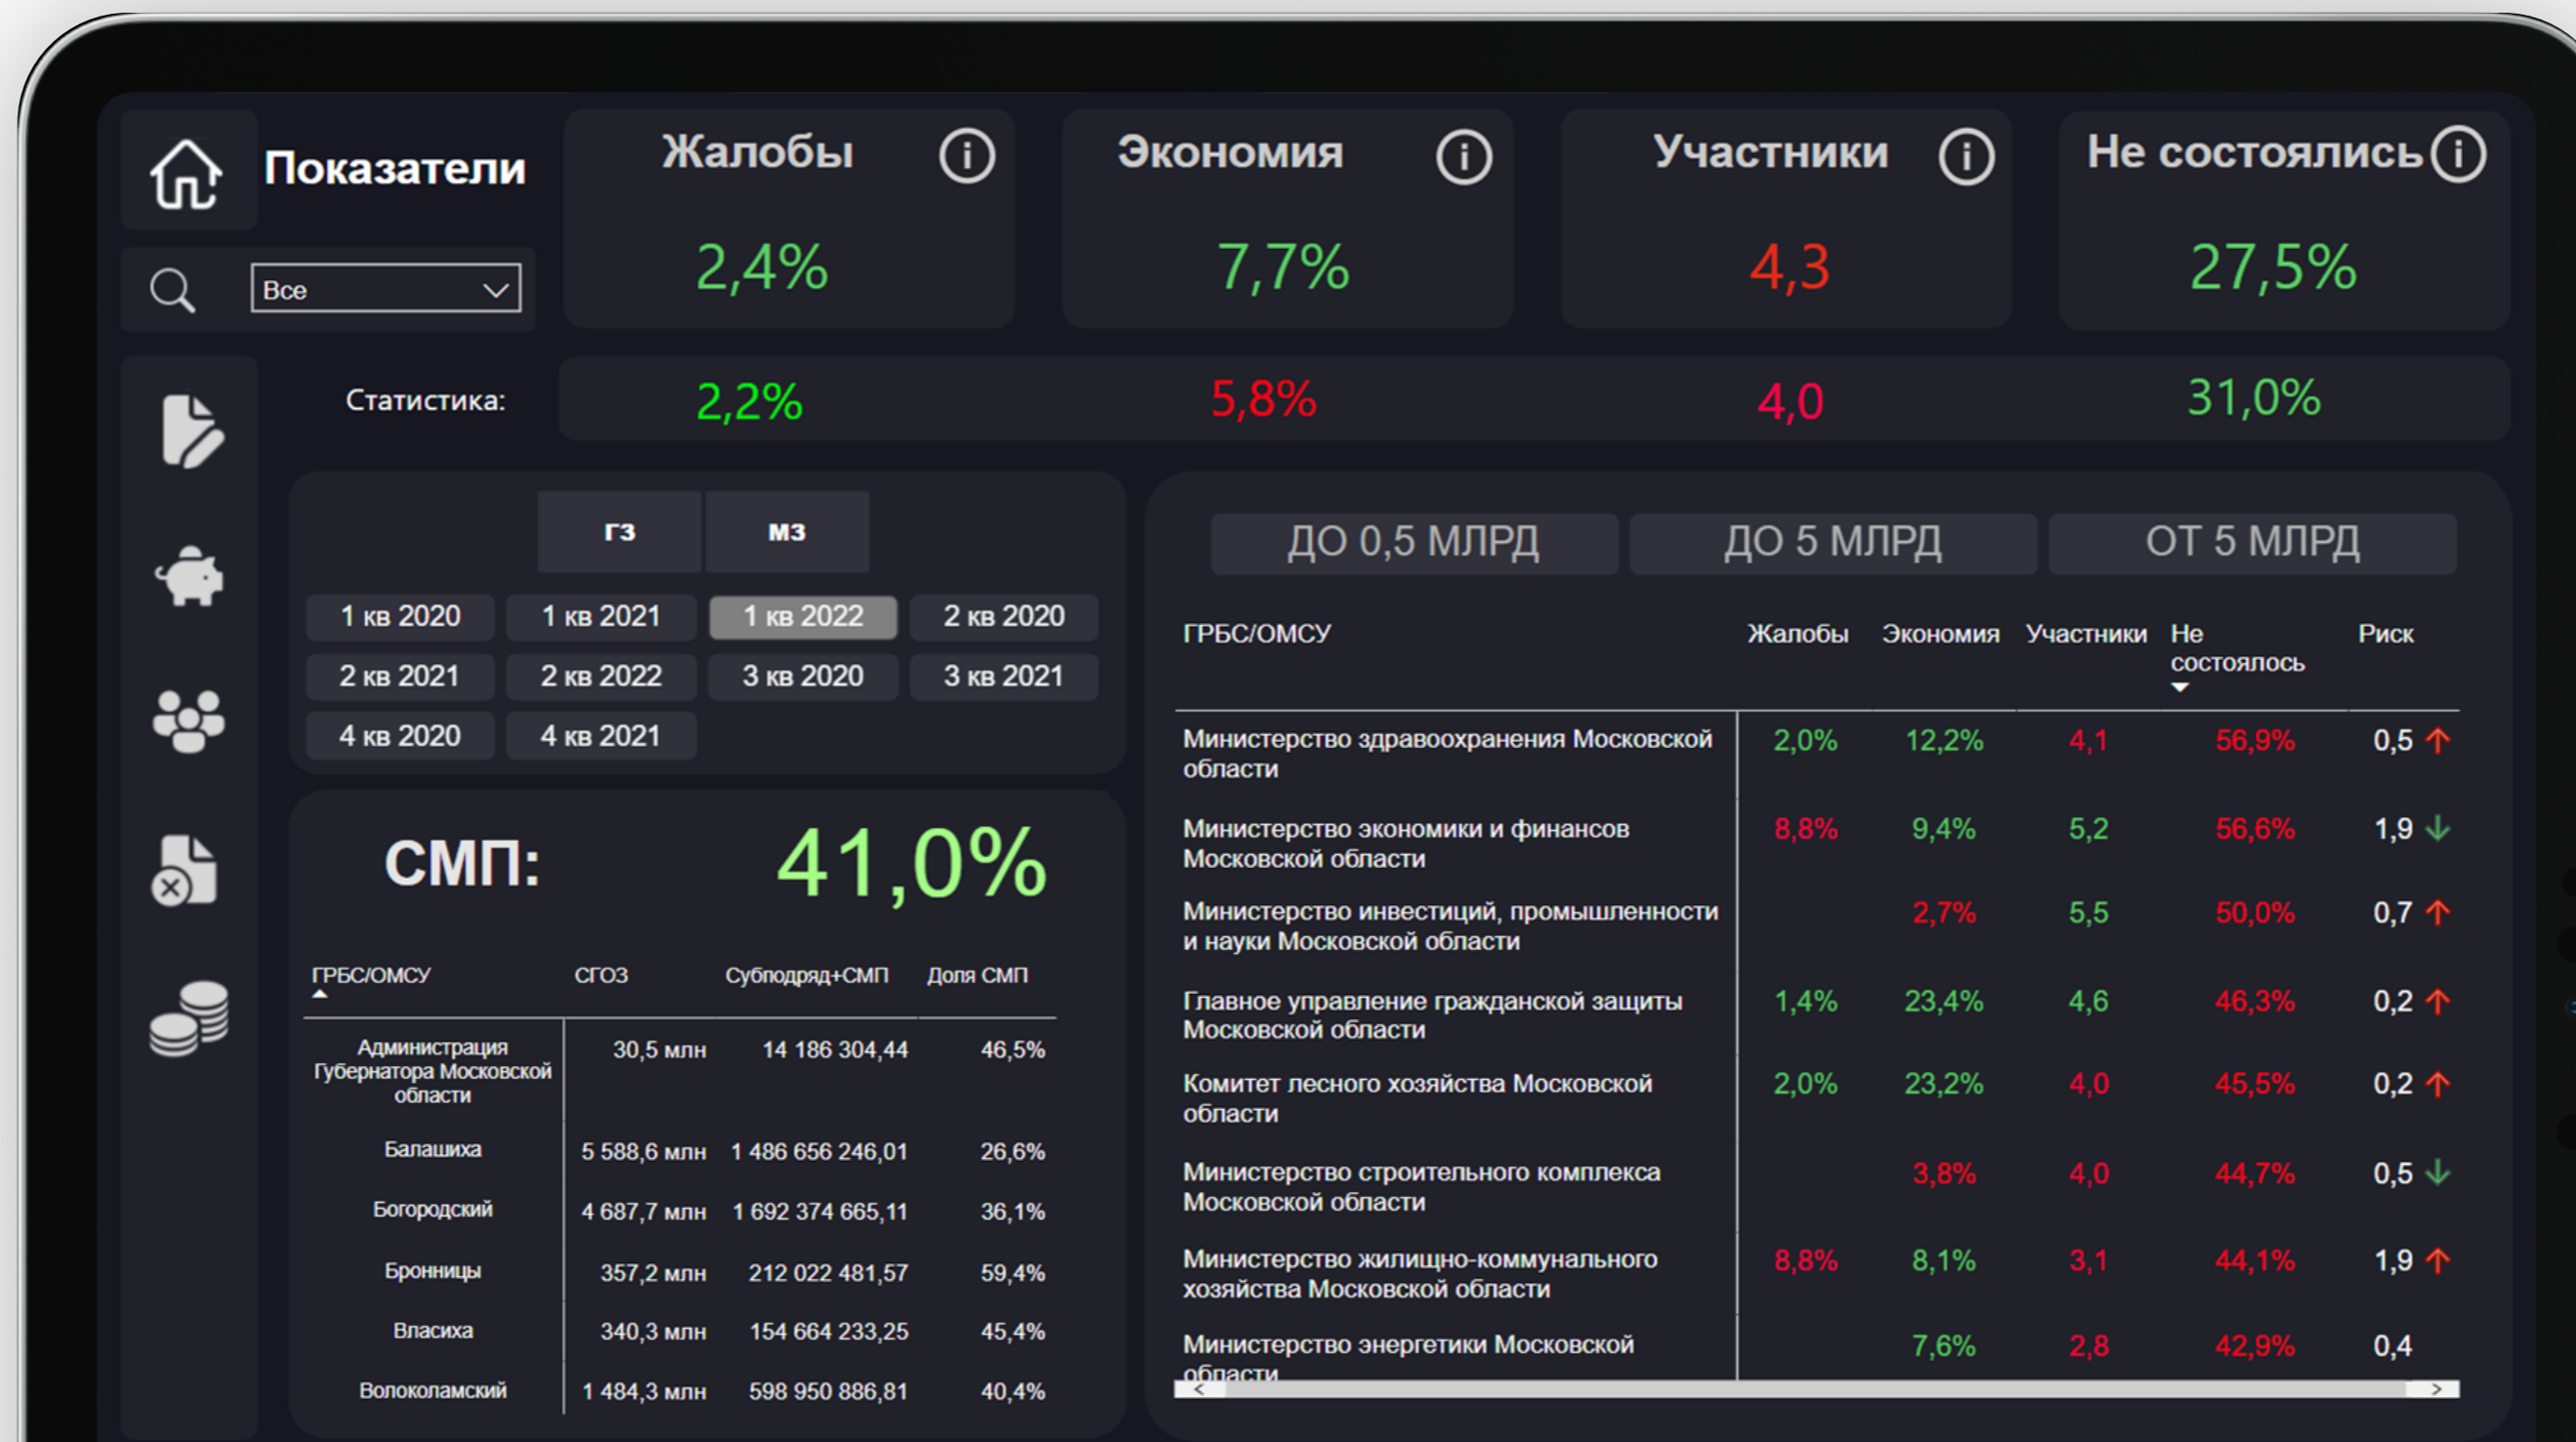 Показатели
Жалобы
Экономия
Участники
Не состоялись
2,4%
7,7%
4,3
27,5%
Все
Статистика:
2,2%
5,8%
4,0
31,0%
ГЗ
МЗ
1 кв 2020
1 кв 2021
1 кв 2022
2 кв 2020
2 кв 2021
2 кв 2022
3 кв 2020
3 кв 2021
4 кв 2020
4 кв 2021
СМП:
41,0%
ГРБС/ОМСУ СГОЗ Субподряд+СМП Доля СМП
Администрация
Губернатора Московской
области
30,5 млн 14 186 304,44 46,5%
Балашиха 5 588,6 млн 1 486 656 246,01 26,6%
Богородский 4 687,7 млн 1 692 374 665,11 36,1%
Бронницы 357,2 млн 212 022 481,57 59,4%
Власиха 340,3 млн 154 664 233,25 45,4%
Волоколамский 1 484,3 млн 598 950 886,81 40,4%
ДО 0,5 МЛРД
ДО 5 МЛРД
ОТ 5 МЛРД
ГРБС/ОМСУ Жалобы Экономия Участники Не Риск
состоялось
Министерство здравоохранения Московской 2,0% 12,2% 4,1 56,9% 0,5
области
Министерство экономики и финансов 8,8% 9,4% 5,2 56,6% 1,9
Московской области
Министерство инвестиций, промышленности 2,7% 5,5 50,0% 0,7
и науки Московской области
Главное управление гражданской защиты 1,4% 23,4% 4,6 46,3% 0,2
Московской области
Комитет лесного хозяйства Московской 2,0% 23,2% 4,0 45,5% 0,2
области
Министерство строительного комплекса 3,8% 4,0 44,7% 0,5
Московской области
Министерство жилищно-коммунального 8,8% 8,1% 3,1 44,1% 1,9
хозяйства Московской области
Министерство энергетики Московской 7,6% 2,8 42,9% 0,4
области